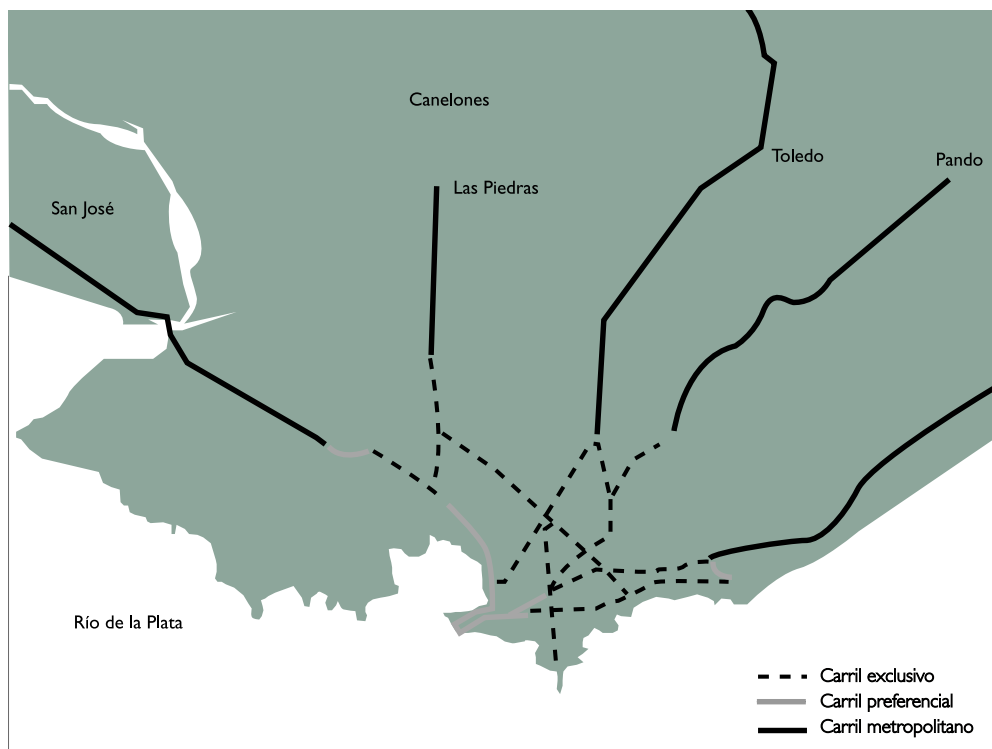 Canelones
Toledo
Pando
Las Piedras
San José
Río de la Plata
Carril exclusivo
Carril preferencial
Carril metropolitano